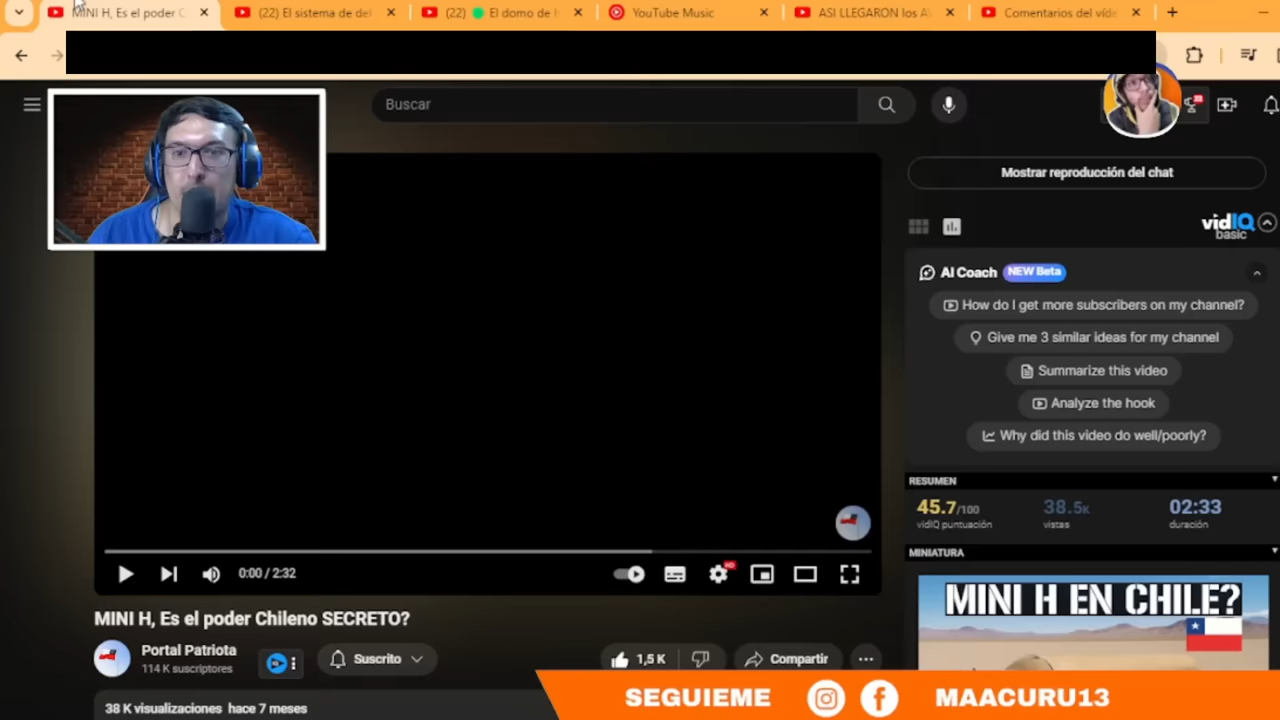 MINI H, Es el poder C
(22) El sistema de de
(22) El domo de h
YouTube Music
ASI LLEGARON los A
Comentarios del víde
Buscar
Mostrar reproducción del chat
vidIQ
basic
AI Coach NEW Beta
How do I get more subscribers on my channel?
Give me 3 similar ideas for my channel
Summarize this video
Analyze the hook
Why did this video do well/poorly?
RESUMEN
45.7/100 38.5K 02:33
vidIQ puntuación vistas duración
MINIATURA
MINI H EN CHILE?
HD
0:00 / 2:32
MINI H, Es el poder Chileno SECRETO?
Portal Patriota
114 K suscriptores
Suscrito
1,5 K
Compartir
38 K visualizaciones hace 7 meses
SEGUIEME MAACURU13